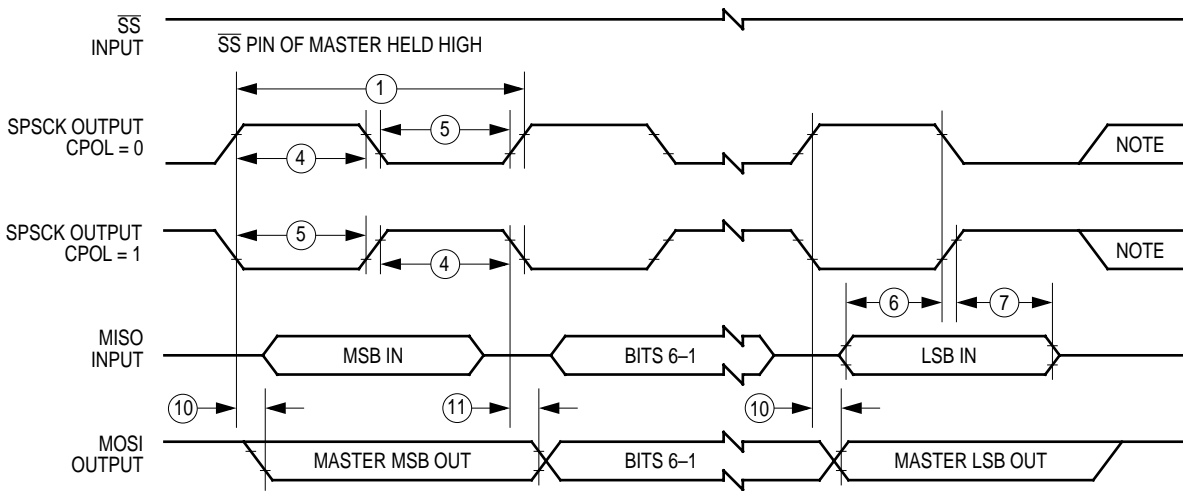 S̅S̅
INPUT
S̅S̅ PIN OF MASTER HELD HIGH
1
SPSCK OUTPUT
CPOL = 0
5
4
NOTE
SPSCK OUTPUT
CPOL = 1
5
4
NOTE
6
7
MISO
INPUT
MSB IN
BITS 6–1
LSB IN
10
11
10
MOSI
OUTPUT
MASTER MSB OUT
BITS 6–1
MASTER LSB OUT